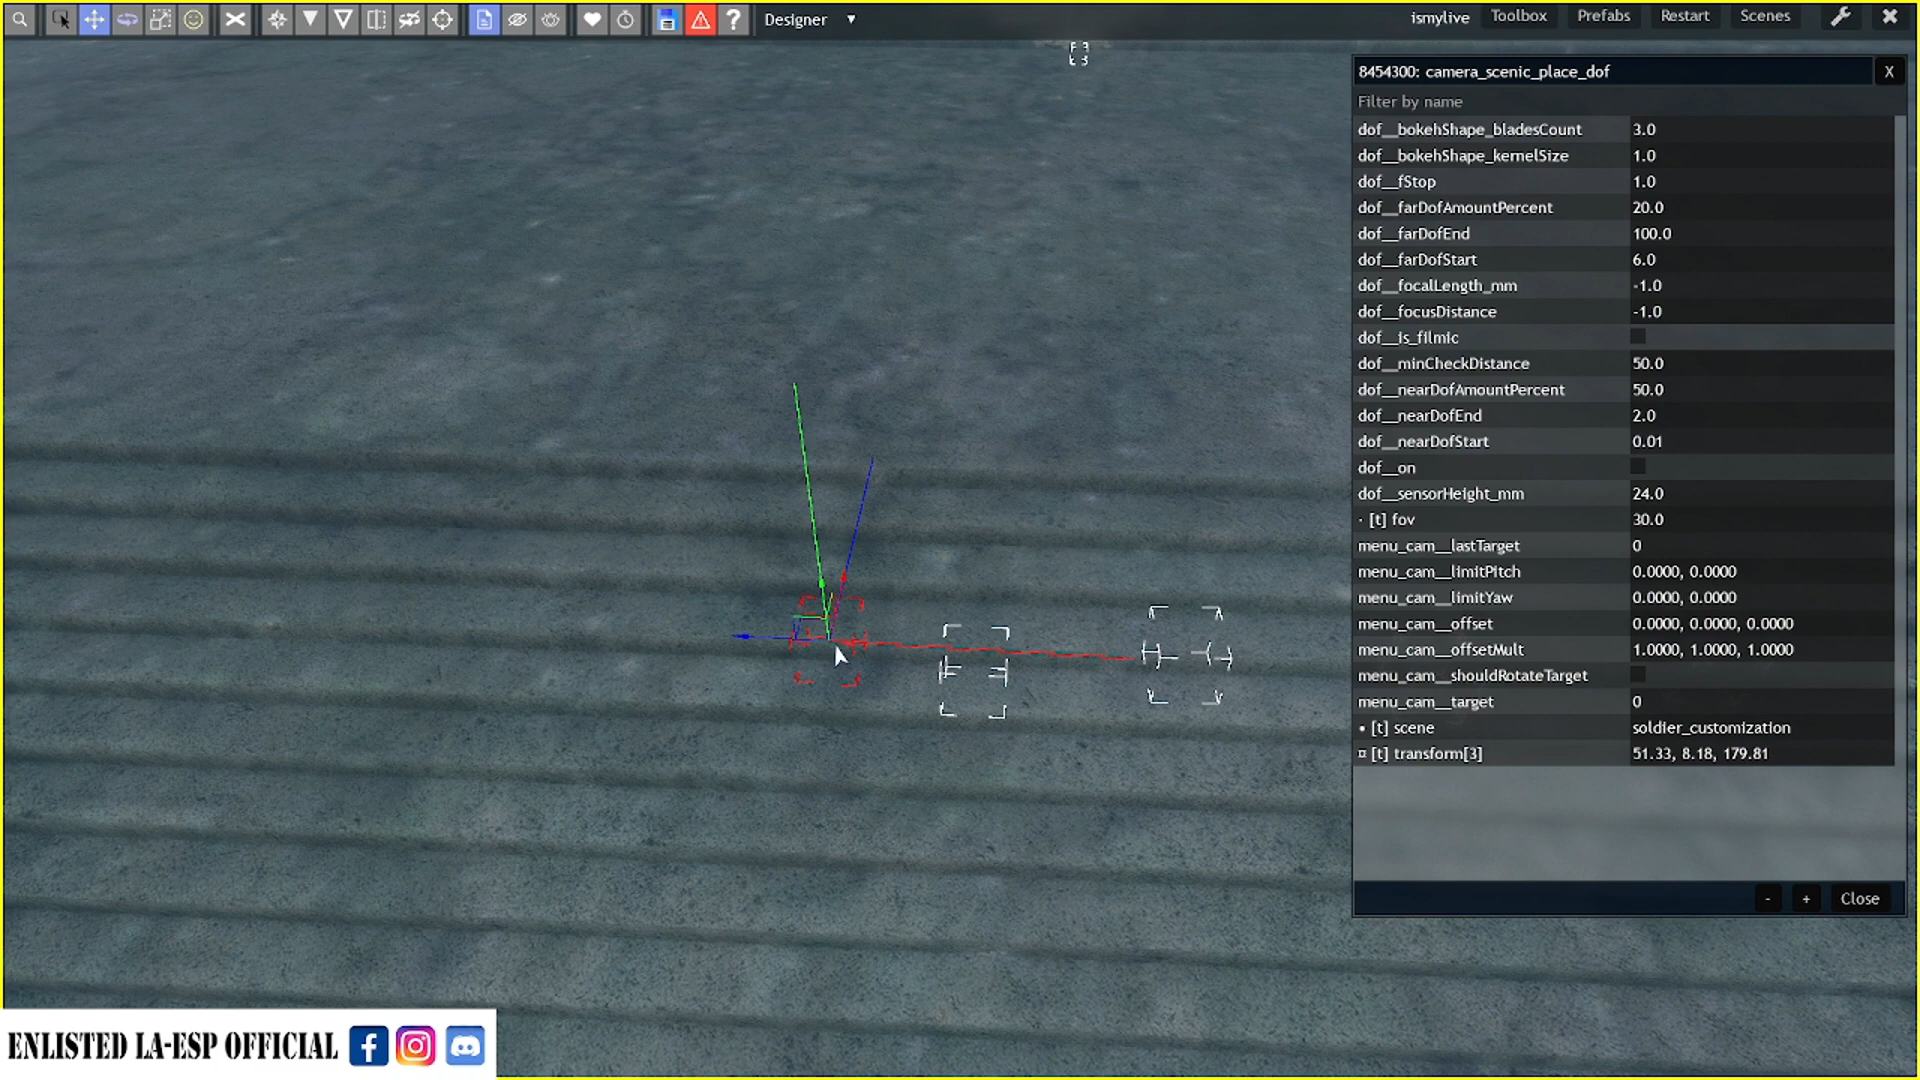 Designer
ismylive
Toolbox
Prefabs
Restart
Scenes
8454300: camera_scenic_place_dof
X
Filter by name
dof__bokehShape_bladesCount 3.0
dof__bokehShape_kernelSize 1.0
dof__fStop 1.0
dof__farDofAmountPercent 20.0
dof__farDofEnd 100.0
dof__farDofStart 6.0
dof__focalLength_mm -1.0
dof__focusDistance -1.0
dof__is_filmic
dof__minCheckDistance 50.0
dof__nearDofAmountPercent 50.0
dof__nearDofEnd 2.0
dof__nearDofStart 0.01
dof__on
dof__sensorHeight_mm 24.0
· [t] fov 30.0
menu_cam__lastTarget 0
menu_cam__limitPitch 0.0000, 0.0000
menu_cam__limitYaw 0.0000, 0.0000
menu_cam__offset 0.0000, 0.0000, 0.0000
menu_cam__offsetMult 1.0000, 1.0000, 1.0000
menu_cam__shouldRotateTarget
menu_cam__target 0
• [t] scene soldier_customization
¤ [t] transform[3] 51.33, 8.18, 179.81
- + Close
ENLISTED LA-ESP OFFICIAL